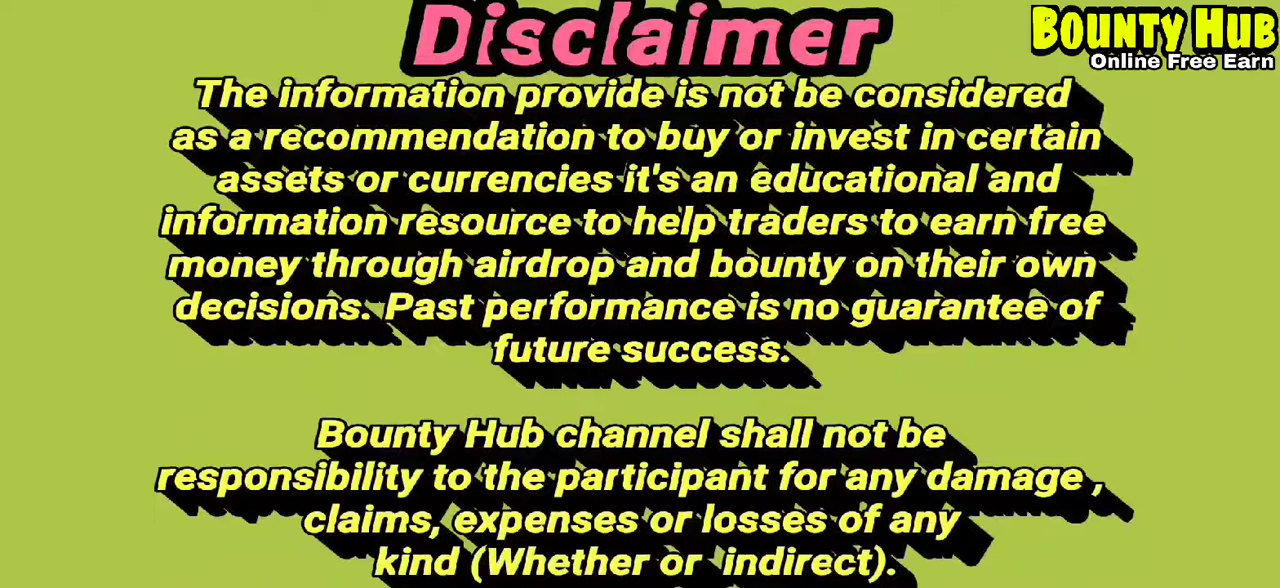 Disclaimer
BOUNTY HUB
Online Free Earn
The information provide is not be considered
as a recommendation to buy or invest in certain
assets or currencies it's an educational and
information resource to help traders to earn free
money through airdrop and bounty on their own
decisions. Past performance is no guarantee of
future success.
Bounty Hub channel shall not be
responsibility to the participant for any damage ,
claims, expenses or losses of any
kind (Whether or indirect).